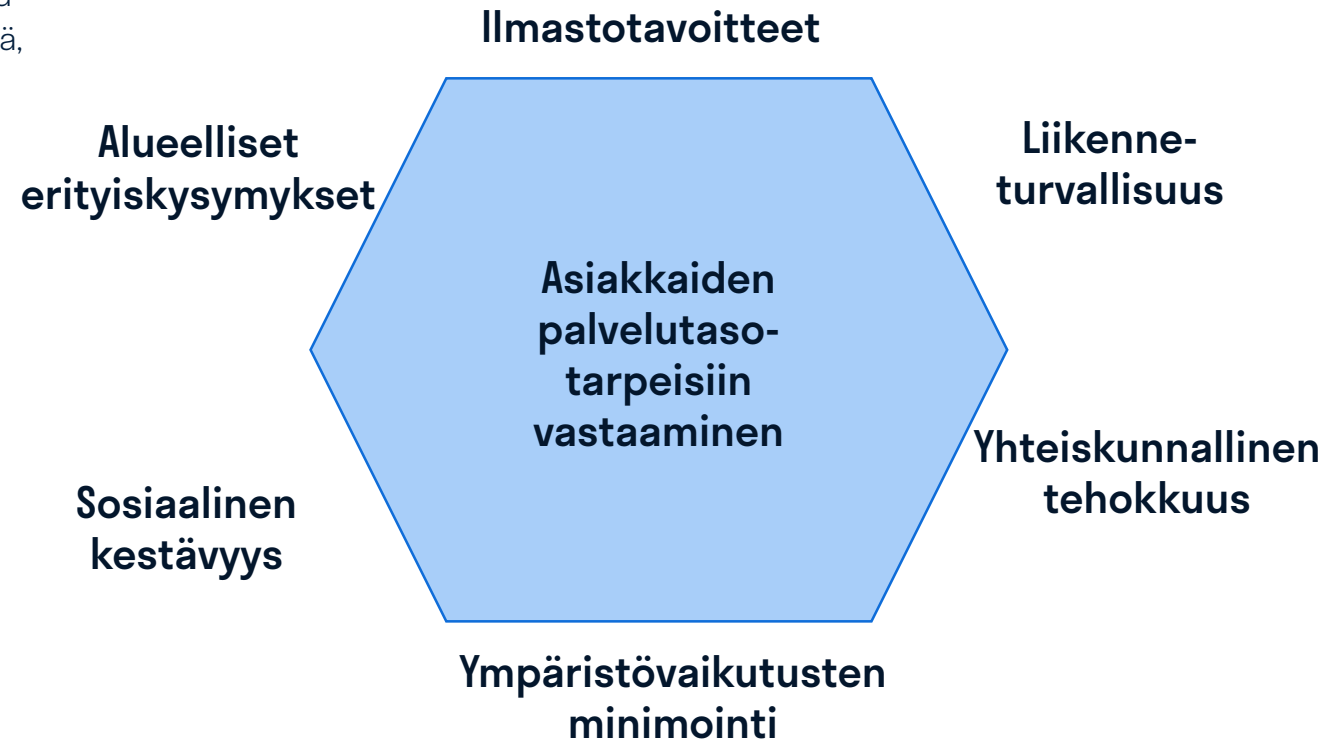 ä,
Ilmastotavoitteet
Alueelliset
erityiskysymykset
Liikenne-
turvallisuus
Asiakkaiden
palvelutaso-
tarpeisiin
vastaaminen
Yhteiskunnallinen
tehokkuus
Sosiaalinen
kestävyys
Ympäristövaikutusten
minimointi